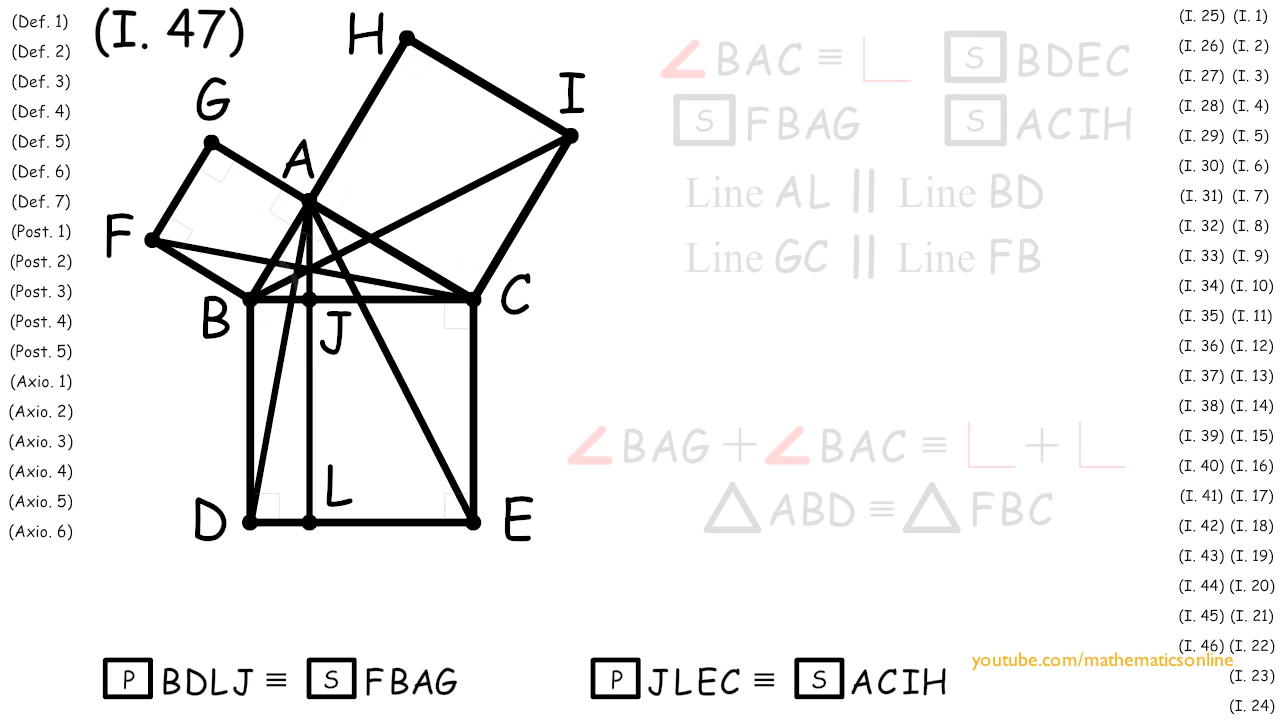 (Def. 1)
(Def. 2)
(Def. 3)
(Def. 4)
(Def. 5)
(Def. 6)
(Def. 7)
(Post. 1)
(Post. 2)
(Post. 3)
(Post. 4)
(Post. 5)
(Axio. 1)
(Axio. 2)
(Axio. 3)
(Axio. 4)
(Axio. 5)
(Axio. 6)
(I. 47)
H
I
G
A
F
B
J
C
D
L
E
∠BAC ≡ ∟ S BDEC
S FBAG S ACIH
Line AL || Line BD
Line GC || Line FB
∠BAG + ∠BAC ≡ ∟ + ∟
△ABD ≡ △FBC
P BDLJ ≡ S FBAG P JLEC ≡ S ACIH
(I. 25) (I. 1)
(I. 26) (I. 2)
(I. 27) (I. 3)
(I. 28) (I. 4)
(I. 29) (I. 5)
(I. 30) (I. 6)
(I. 31) (I. 7)
(I. 32) (I. 8)
(I. 33) (I. 9)
(I. 34) (I. 10)
(I. 35) (I. 11)
(I. 36) (I. 12)
(I. 37) (I. 13)
(I. 38) (I. 14)
(I. 39) (I. 15)
(I. 40) (I. 16)
(I. 41) (I. 17)
(I. 42) (I. 18)
(I. 43) (I. 19)
(I. 44) (I. 20)
(I. 45) (I. 21)
(I. 46) (I. 22)
youtube.com/mathematicsonline
(I. 23)
(I. 24)